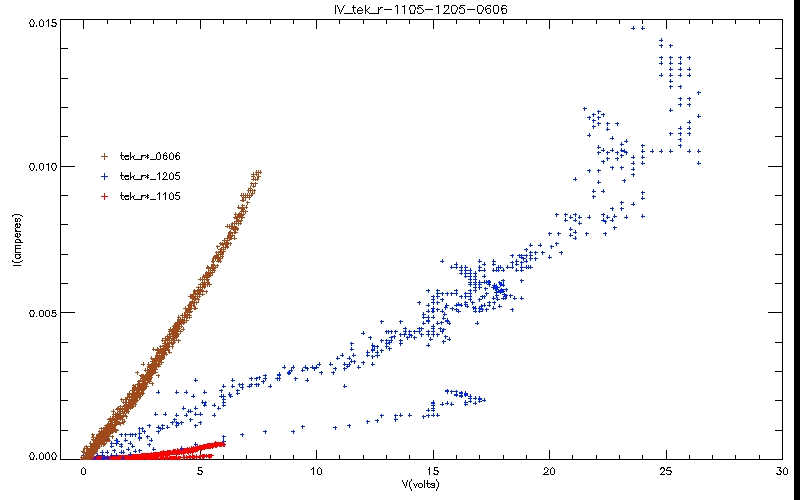 IV_tek_r-1105-1205-0606
0.015
tek_r*_0606
tek_r*_1205
tek_r*_1105
0.010
I(amperes)
0.005
0.000
0 5 10 15 20 25 30
V(volts)